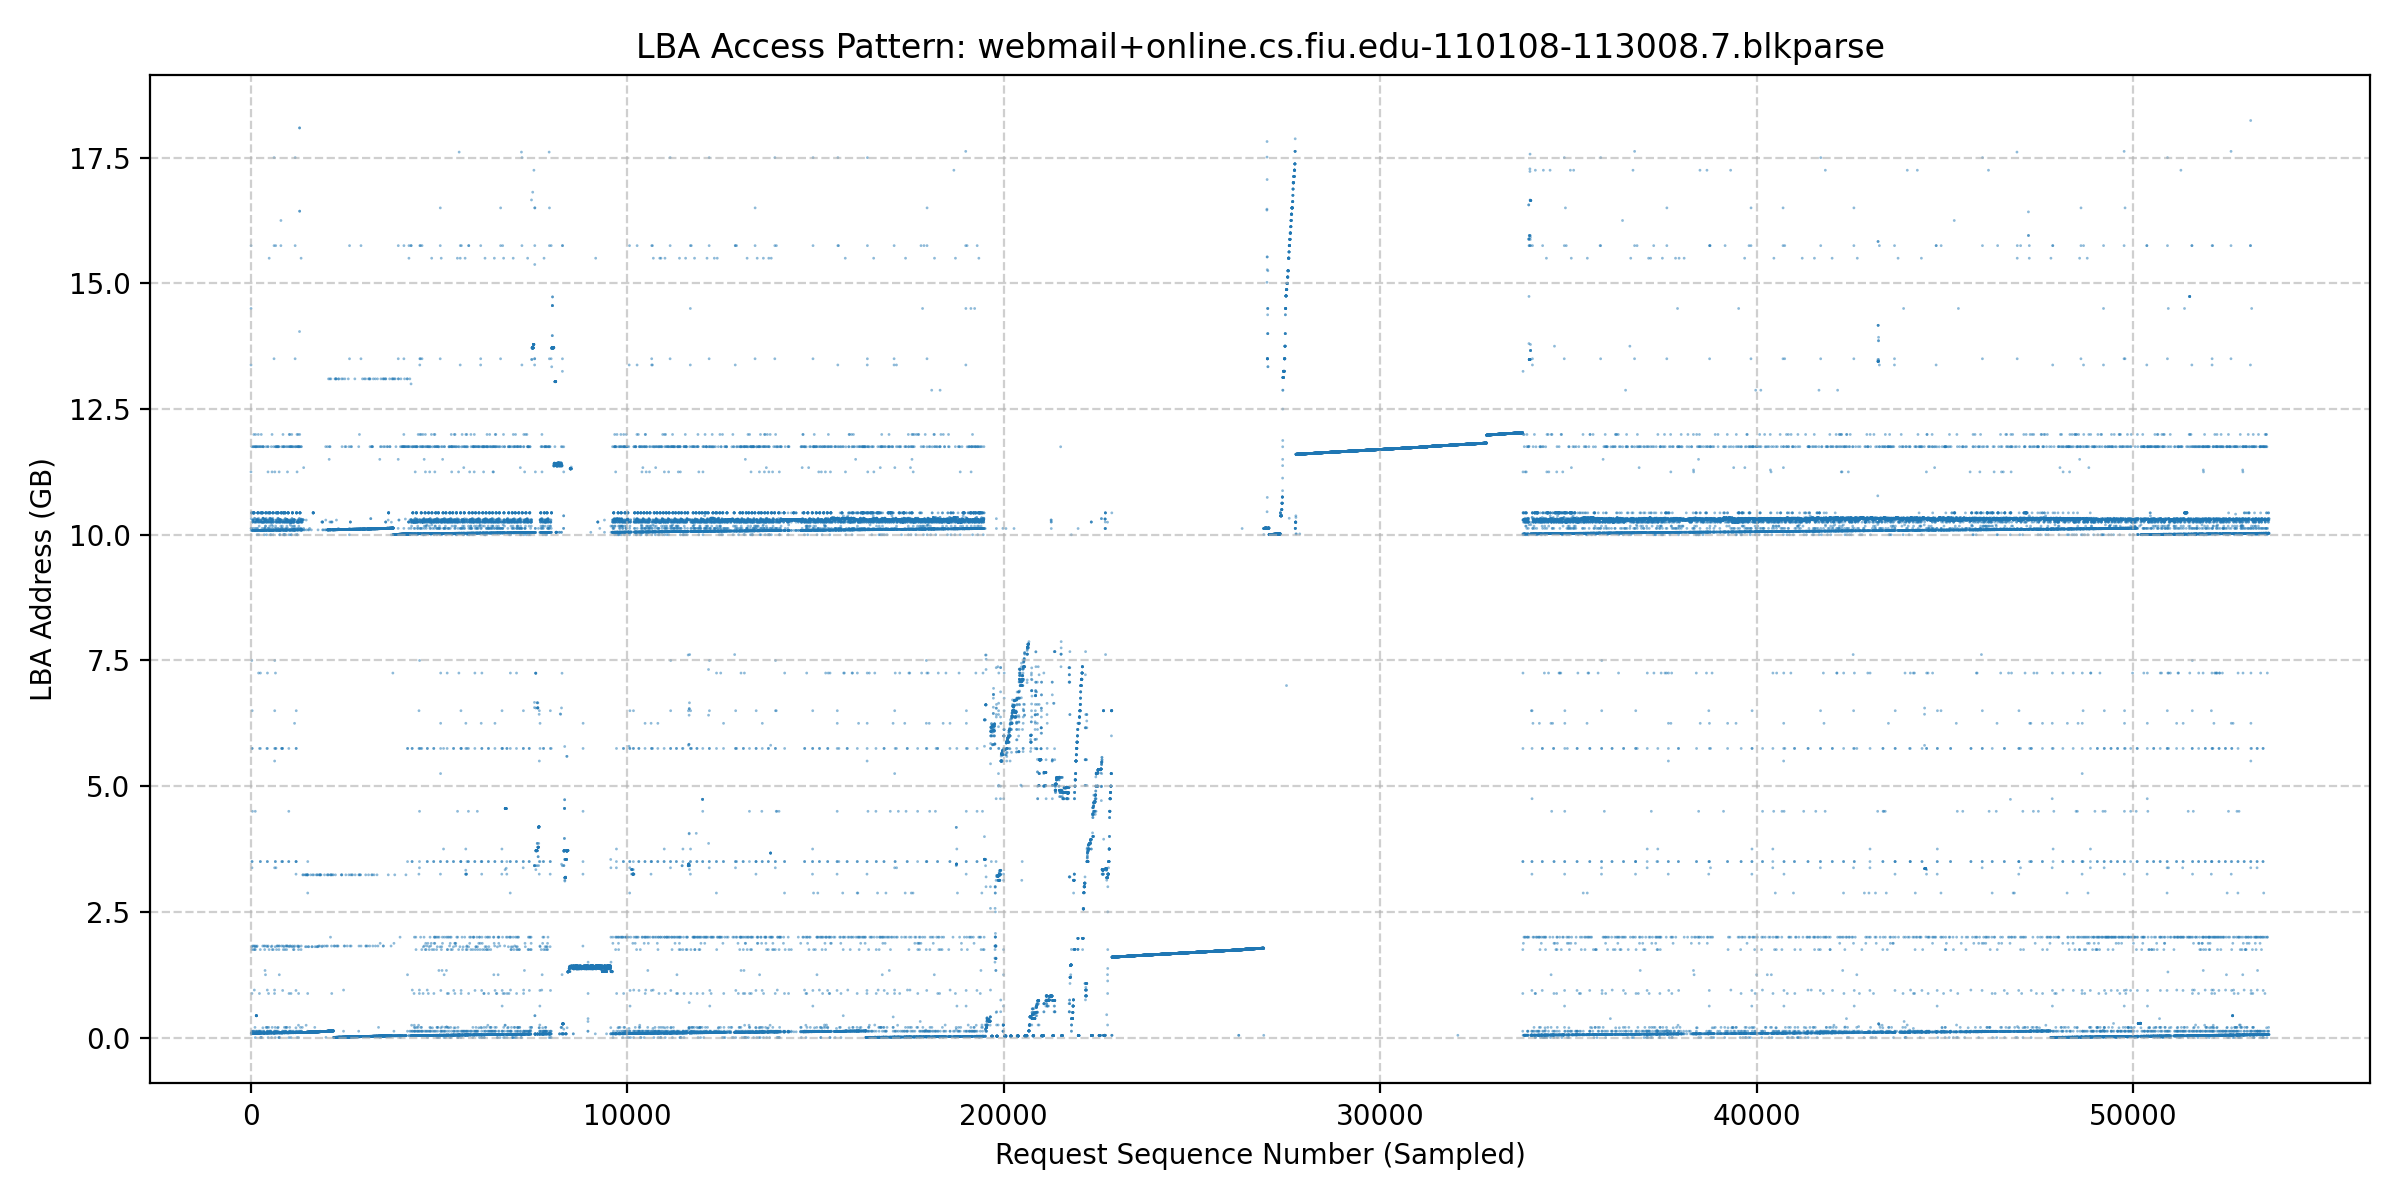 LBA Access Pattern: webmail+online.cs.fiu.edu-110108-113008.7.blkparse
LBA Address (GB)
17.5
15.0
12.5
10.0
7.5
5.0
2.5
0.0
0 10000 20000 30000 40000 50000
Request Sequence Number (Sampled)